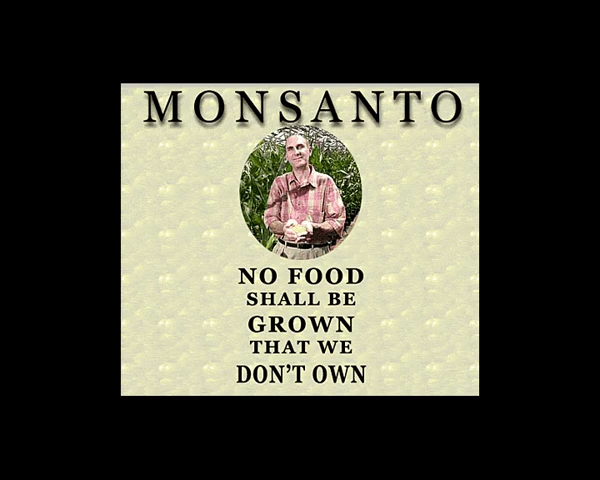 MONSANTO
NO FOOD
SHALL BE
GROWN
THAT WE
DON'T OWN